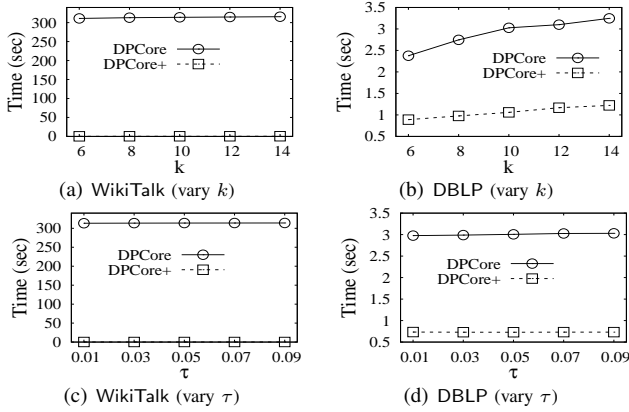 Time (sec)
300
250
200
150
100
50
0
DPCore
DPCore+
6 8 10 12 14
k
(a) WikiTalk (vary k)
Time (sec)
3.5
3
2.5
2
1.5
1
0.5
DPCore
DPCore+
6 8 10 12 14
k
(b) DBLP (vary k)
Time (sec)
300
250
200
150
100
50
0
DPCore
DPCore+
0.01 0.03 0.05 0.07 0.09
τ
(c) WikiTalk (vary τ)
Time (sec)
3.5
3
2.5
2
1.5
1
0.5
DPCore
DPCore+
0.01 0.03 0.05 0.07 0.09
τ
(d) DBLP (vary τ)